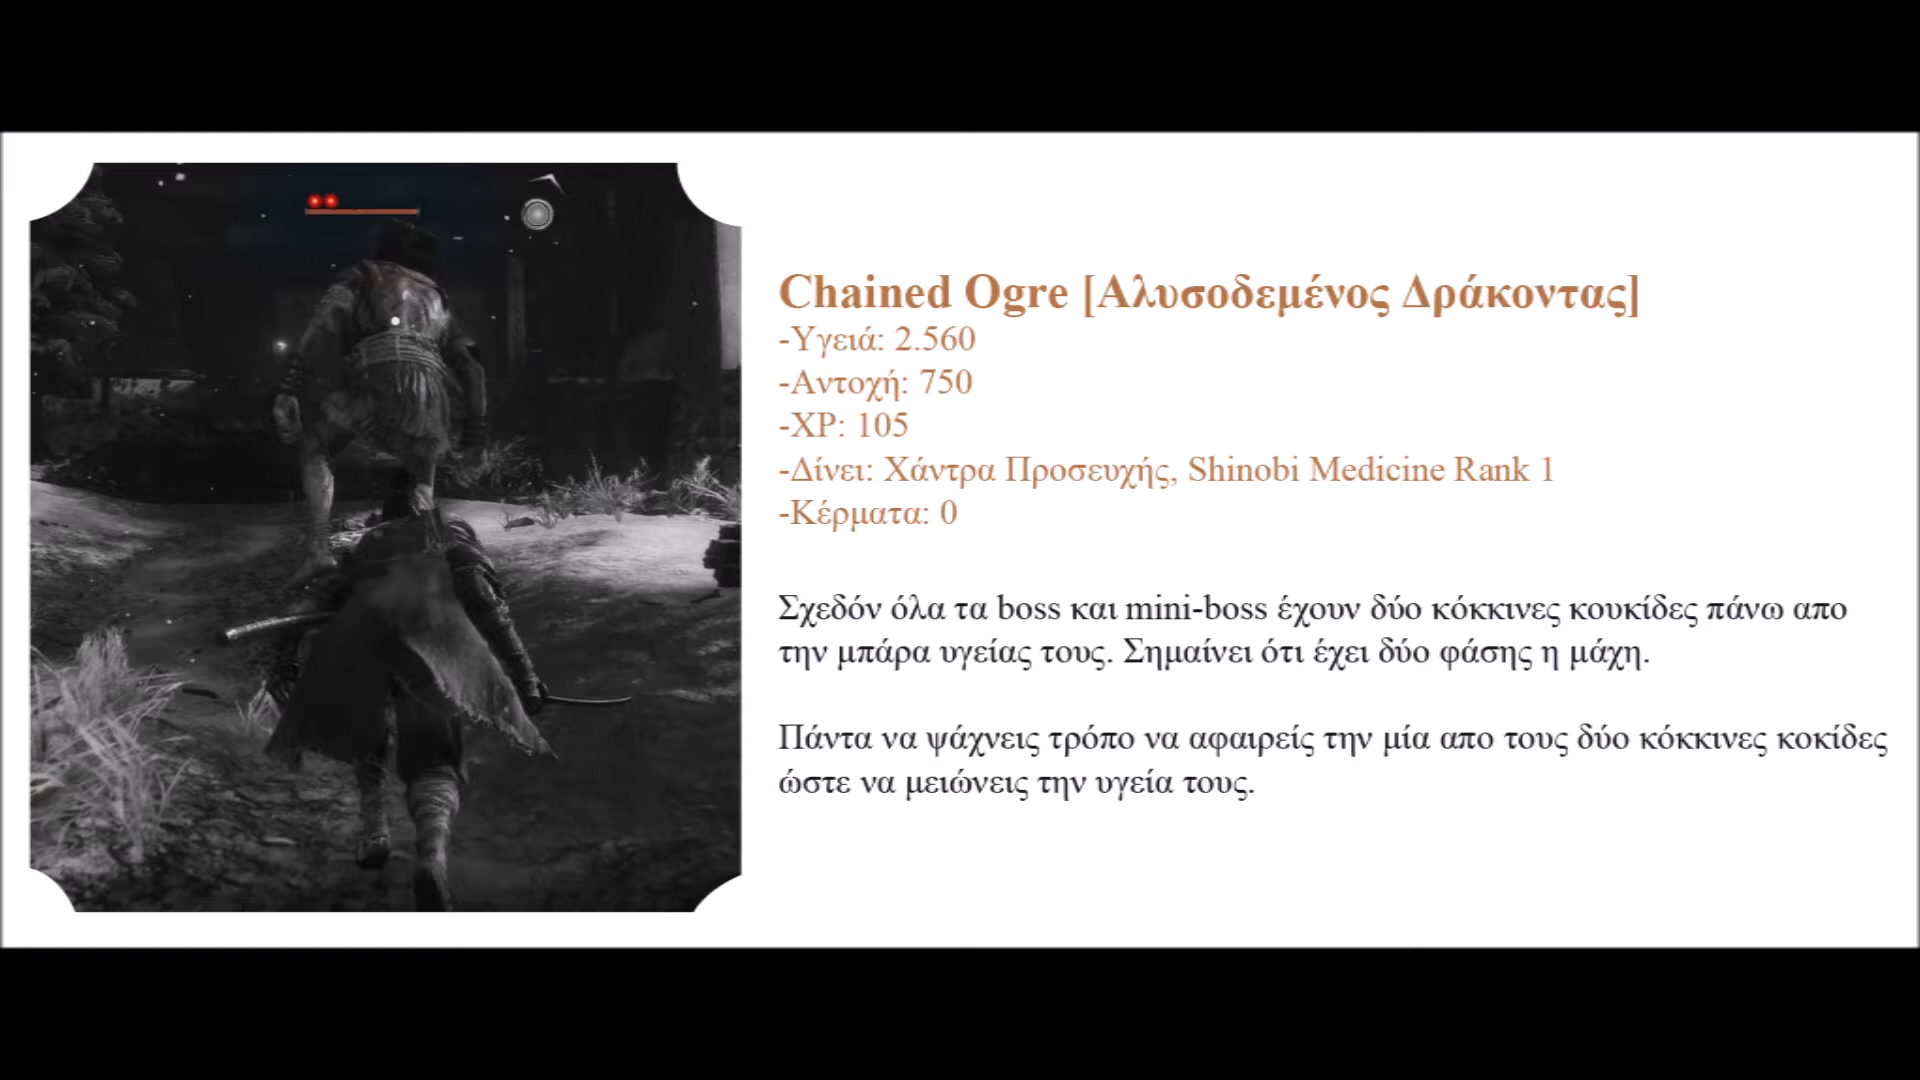 Chained Ogre [Αλυσοδεμένος Δράκοντας]
-Υγειά: 2.560
-Αντοχή: 750
-XP: 105
-Δίνει: Χάντρα Προσευχής, Shinobi Medicine Rank 1
-Κέρματα: 0
Σχεδόν όλα τα boss και mini-boss έχουν δύο κόκκινες κουκίδες πάνω απο
την μπάρα υγείας τους. Σημαίνει ότι έχει δύο φάσης η μάχη.
Πάντα να ψάχνεις τρόπο να αφαιρείς την μία απο τους δύο κόκκινες κοκίδες
ώστε να μειώνεις την υγεία τους.